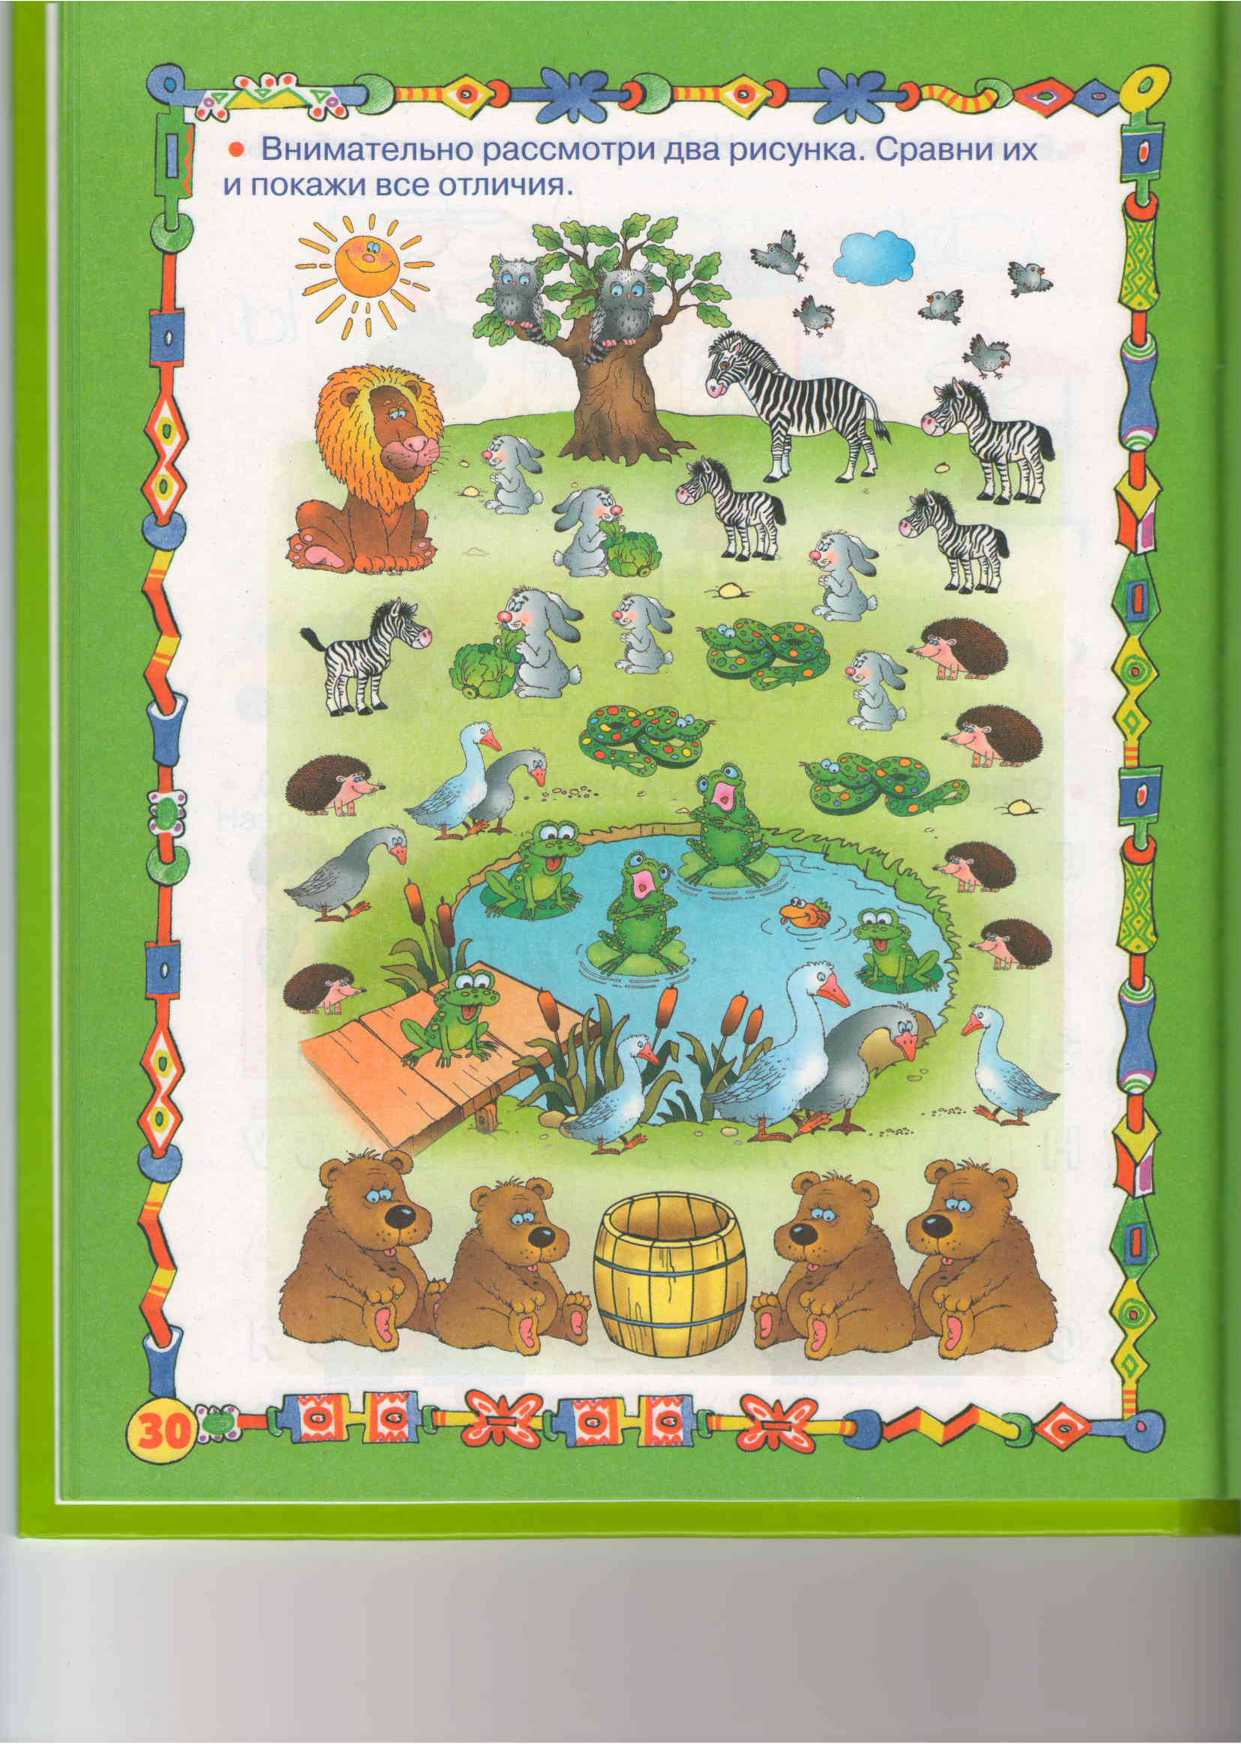 • Внимательно рассмотри два рисунка. Сравни их
и покажи все отличия.
30